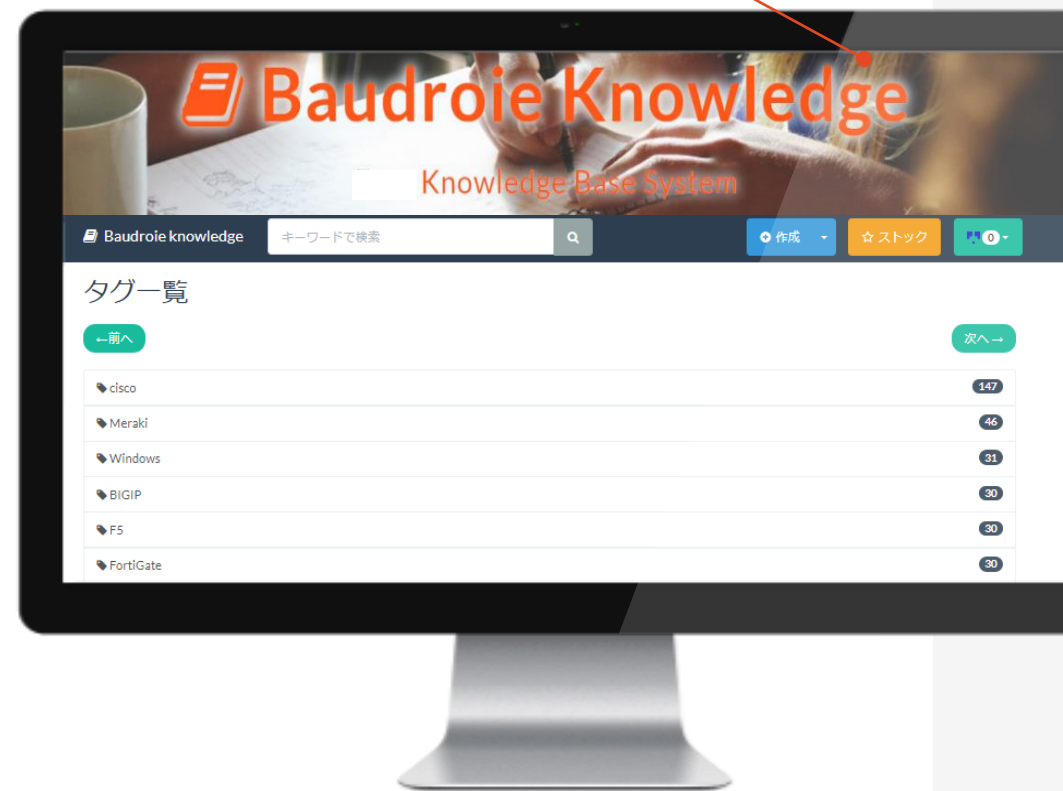 Baudroie Knowledge
Knowledge Base System
Baudroie knowledge キーワードで検索 作成 ストック 0
タグ一覧
←前へ 次へ→
cisco 147
Meraki 46
Windows 31
BIGIP 30
F5 30
FortiGate 30